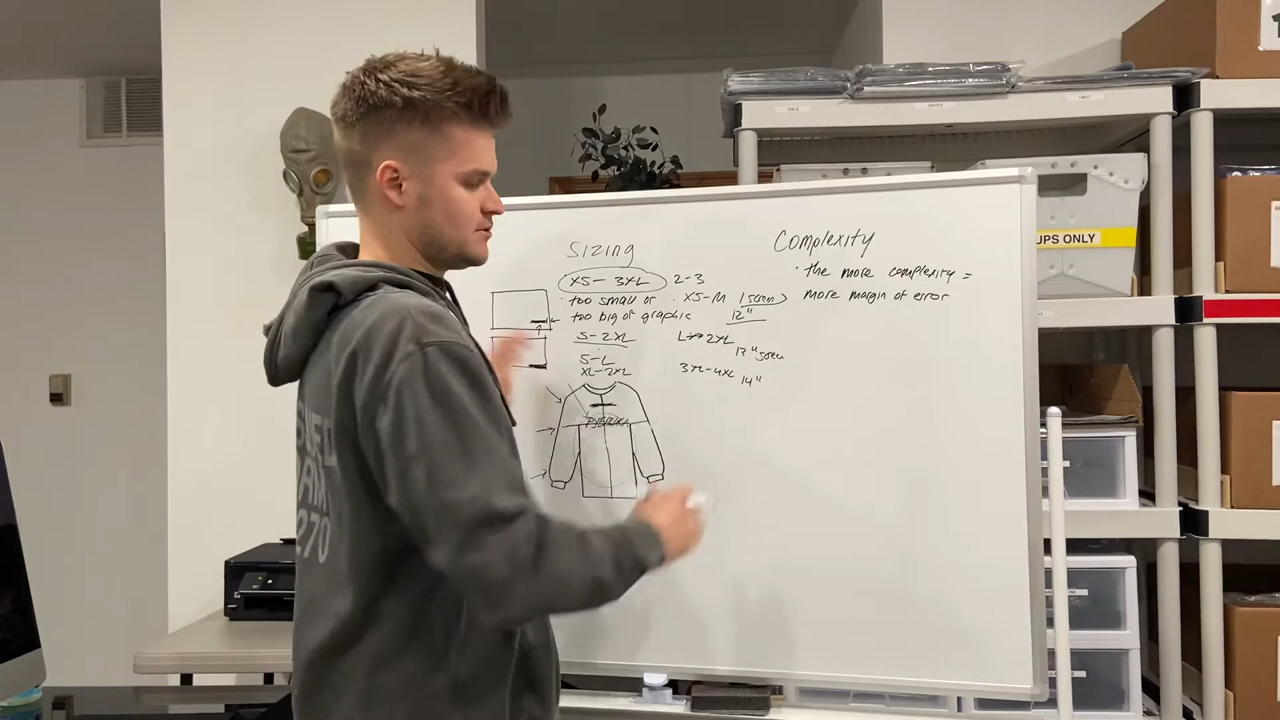 Sizing
XS - 3XL 2-3
too small or
too big of graphic
XS-M 1 screen
12"
S-2XL
S-L
XL-2XL
L-2XL
13" screen
3XL-4XL 14"
Complexity
· the more complexity =
more margin of error
UPS ONLY
270